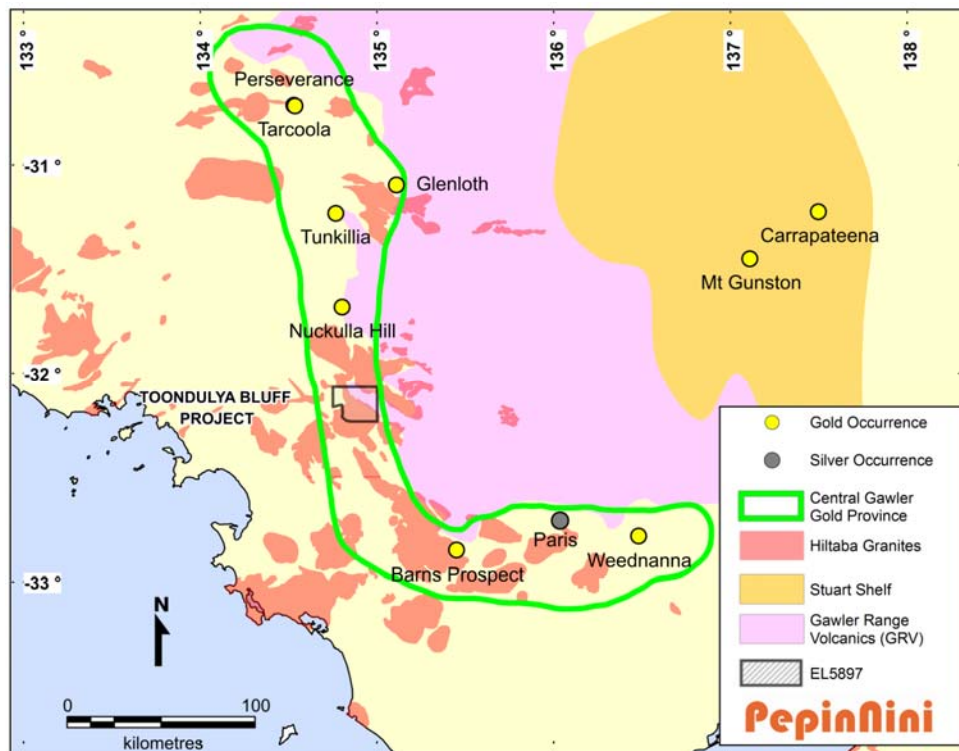 133
134
135
136
137
138
Perseverance
Tarcoola
-31°
Glenloth
Tunkillia
Carrapateena
Mt Gunston
Nuckulla Hill
-32°
TOONDULYA BLUFF
PROJECT
Paris
Weednanna
Barns Prospect
-33°
N
0
100
kilometres
Gold Occurrence
Silver Occurrence
Central Gawler
Gold Province
Hiltaba Granites
Stuart Shelf
Gawler Range
Volcanics (GRV)
EL5897
PepinNini